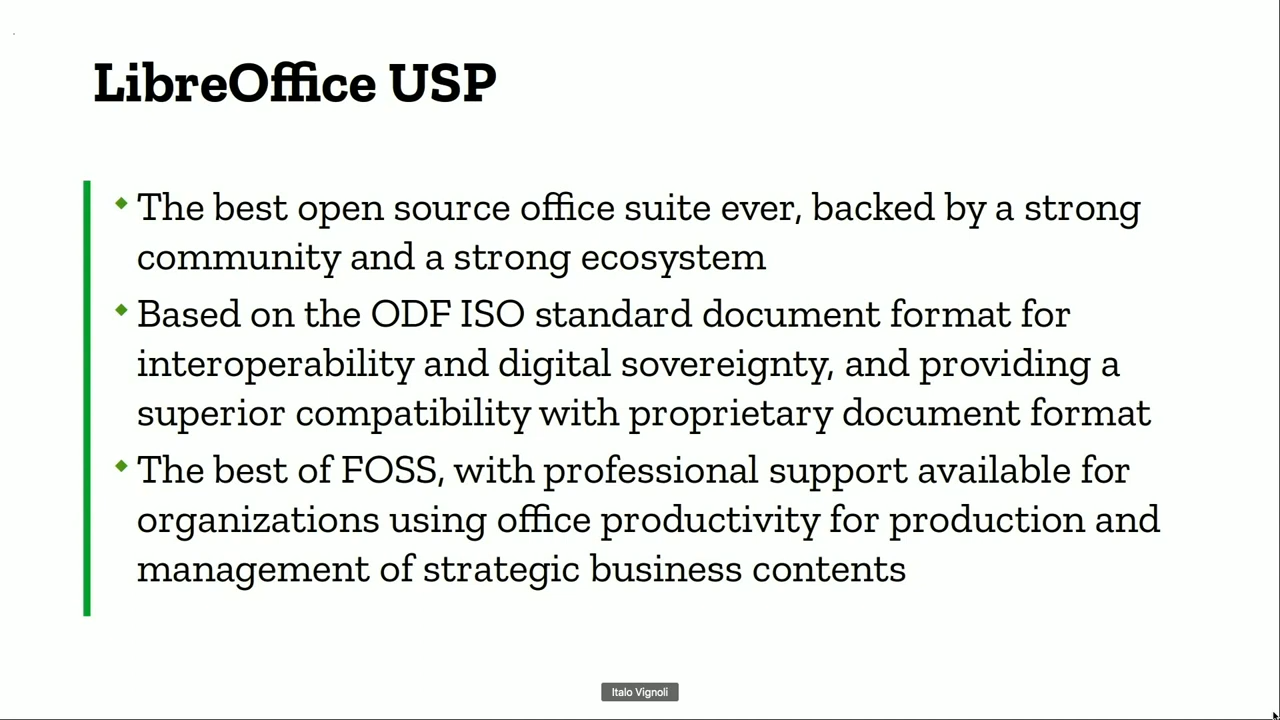 LibreOffice USP
The best open source office suite ever, backed by a strong
community and a strong ecosystem
Based on the ODF ISO standard document format for
interoperability and digital sovereignty, and providing a
superior compatibility with proprietary document format
The best of FOSS, with professional support available for
organizations using office productivity for production and
management of strategic business contents
Italo Vignoli